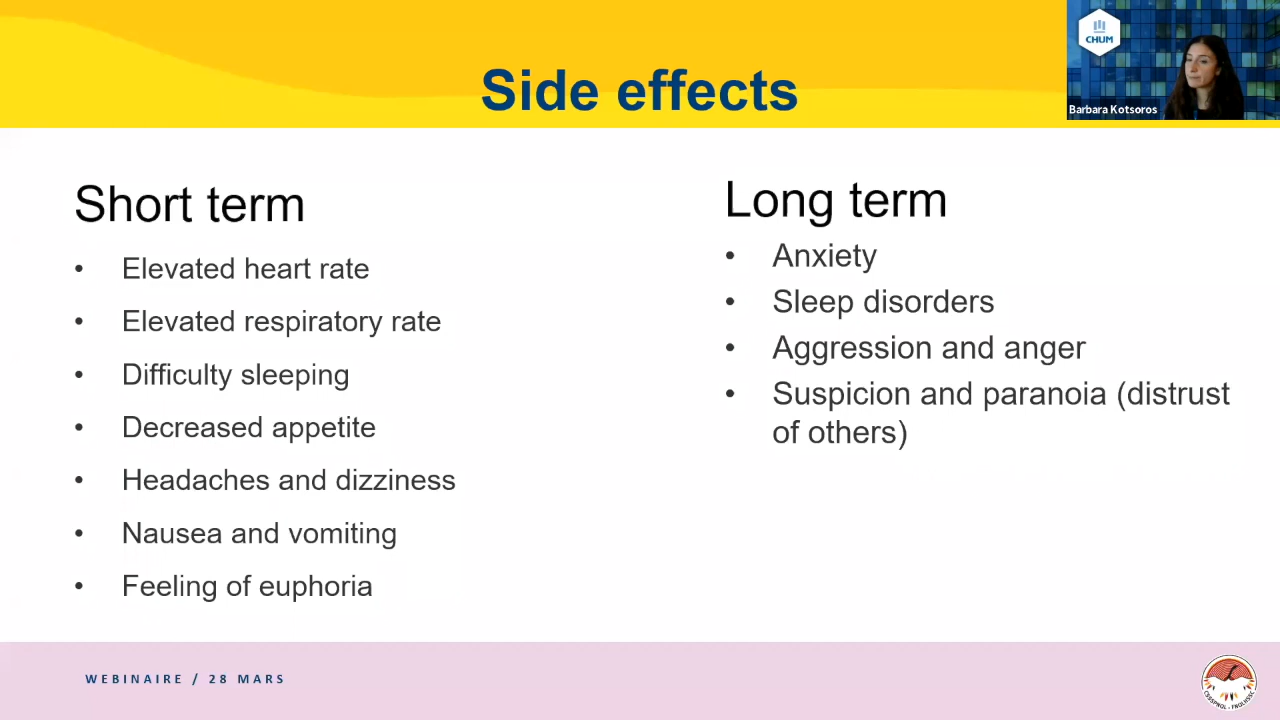 Side effects
CHUM
Barbara Kotsoros
Short term
• Elevated heart rate
• Elevated respiratory rate
• Difficulty sleeping
• Decreased appetite
• Headaches and dizziness
• Nausea and vomiting
• Feeling of euphoria
Long term
• Anxiety
• Sleep disorders
• Aggression and anger
• Suspicion and paranoia (distrust
of others)
WEBINAIRE / 28 MARS
CSSSPNQL • FNQLHSSC